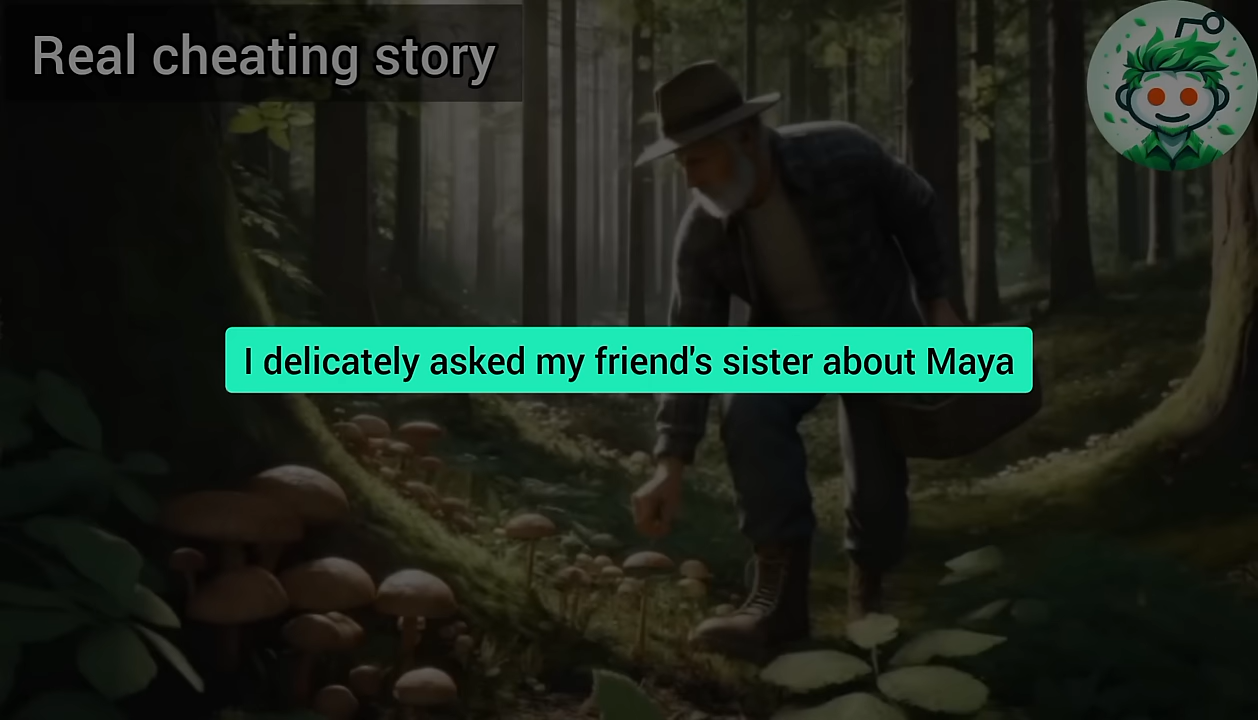 Real cheating story
I delicately asked my friend's sister about Maya